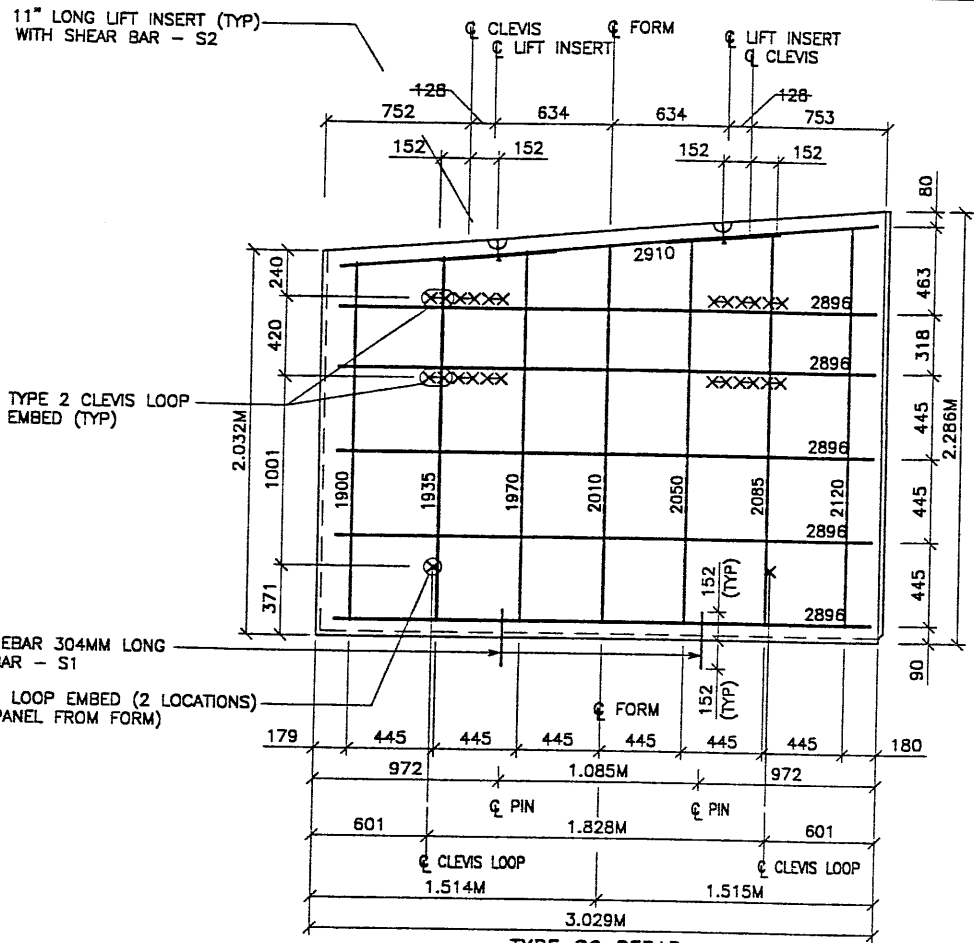 11" LONG LIFT INSERT (TYP)
WITH SHEAR BAR – S2
℄ CLEVIS
℄ LIFT INSERT
℄ FORM
℄ LIFT INSERT
℄ CLEVIS
128
128
752
634
634
753
152
152
152
152
80
240
2910
463
2896
420
318
2896
TYPE 2 CLEVIS LOOP
EMBED (TYP)
2.032M
445
2.286M
2896
1001
1900
1935
1970
2010
2050
2085
2120
445
2896
152
(TYP)
445
371
2896
EBAR 304MM LONG
BAR – S1
90
152
(TYP)
LOOP EMBED (2 LOCATIONS)
PANEL FROM FORM)
℄ FORM
179
445
445
445
445
445
445
180
972
1.085M
972
℄ PIN
℄ PIN
601
1.828M
601
℄ CLEVIS LOOP
℄ CLEVIS LOOP
1.514M
1.515M
3.029M